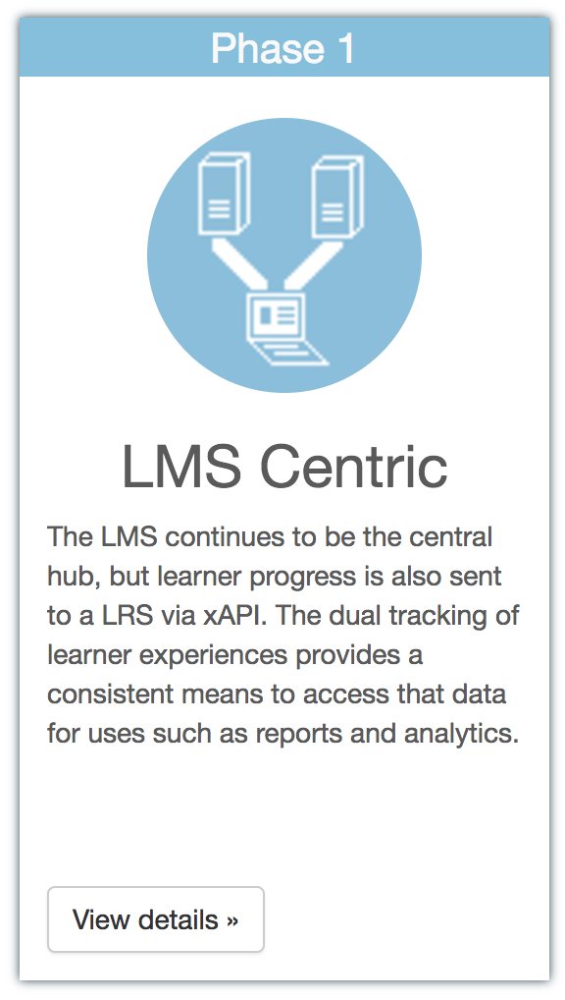 Phase 1
LMS Centric
The LMS continues to be the central
hub, but learner progress is also sent
to a LRS via xAPI. The dual tracking of
learner experiences provides a
consistent means to access that data
for uses such as reports and analytics.
View details »